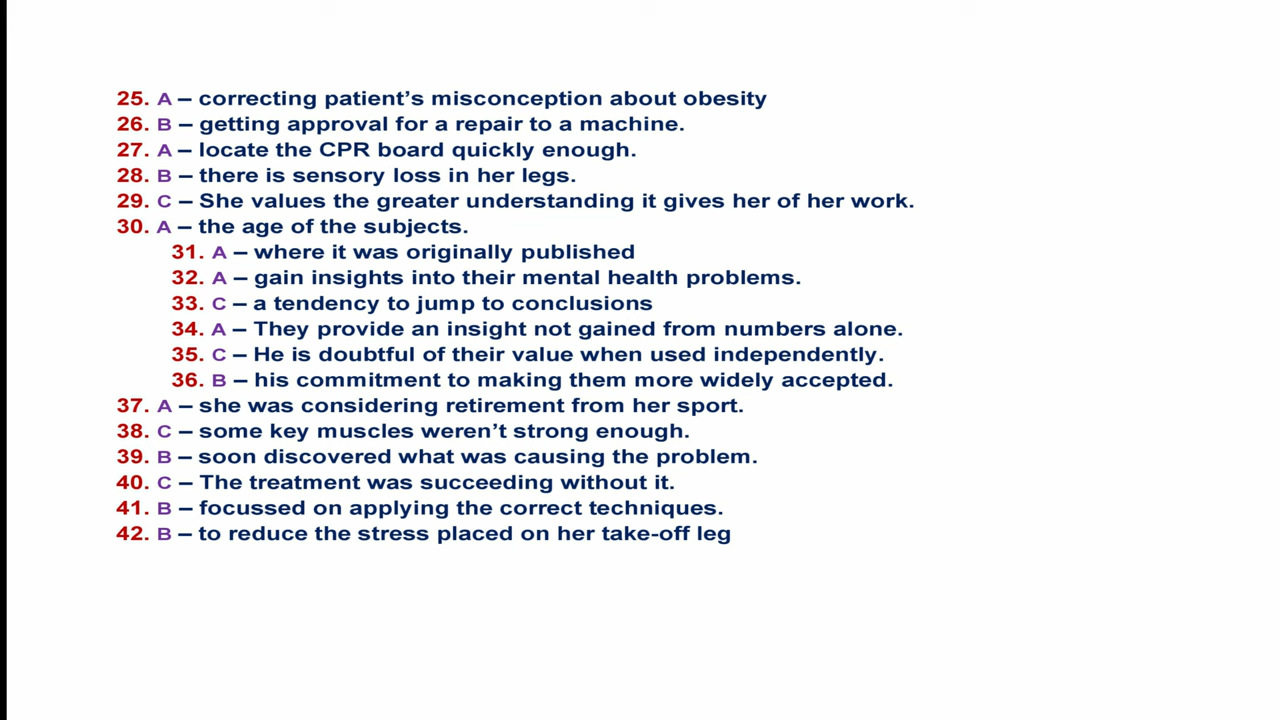 25. A – correcting patient’s misconception about obesity
26. B – getting approval for a repair to a machine.
27. A – locate the CPR board quickly enough.
28. B – there is sensory loss in her legs.
29. C – She values the greater understanding it gives her of her work.
30. A – the age of the subjects.
31. A – where it was originally published
32. A – gain insights into their mental health problems.
33. C – a tendency to jump to conclusions
34. A – They provide an insight not gained from numbers alone.
35. C – He is doubtful of their value when used independently.
36. B – his commitment to making them more widely accepted.
37. A – she was considering retirement from her sport.
38. C – some key muscles weren’t strong enough.
39. B – soon discovered what was causing the problem.
40. C – The treatment was succeeding without it.
41. B – focussed on applying the correct techniques.
42. B – to reduce the stress placed on her take-off leg